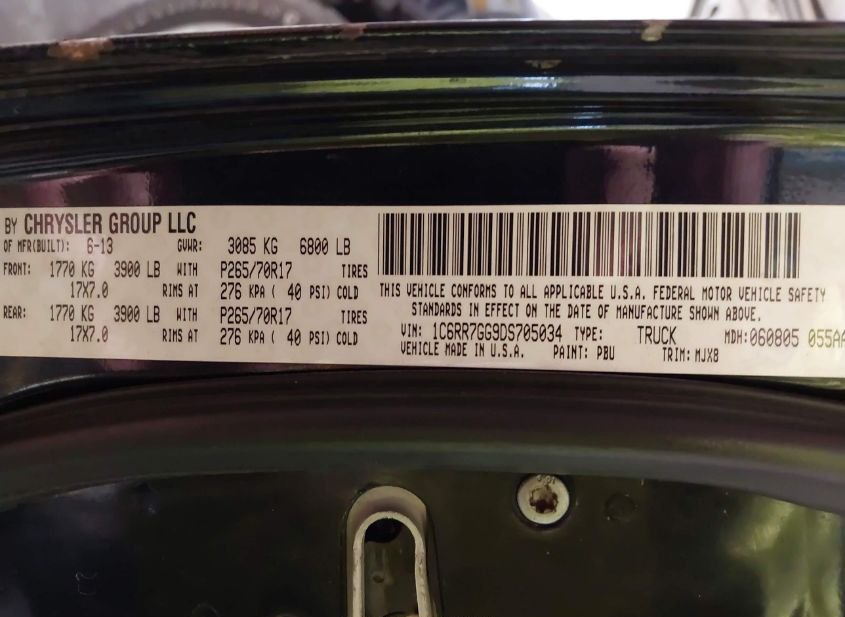 BY CHRYSLER GROUP LLC
OF MFR(BUILT): 6-13 GVWR: 3085 KG 6800 LB
FRONT: 1770 KG 3900 LB WITH P265/70R17 TIRES
17X7.0 RIMS AT 276 KPA ( 40 PSI) COLD
REAR: 1770 KG 3900 LB WITH P265/70R17 TIRES
17X7.0 RIMS AT 276 KPA ( 40 PSI) COLD
THIS VEHICLE CONFORMS TO ALL APPLICABLE U.S.A. FEDERAL MOTOR VEHICLE SAFETY
STANDARDS IN EFFECT ON THE DATE OF MANUFACTURE SHOWN ABOVE.
VIN: 1C6RR7GG9DS705034 TYPE: TRUCK MDH:060805 055AA
VEHICLE MADE IN U.S.A. PAINT: PBU TRIM: MJX8